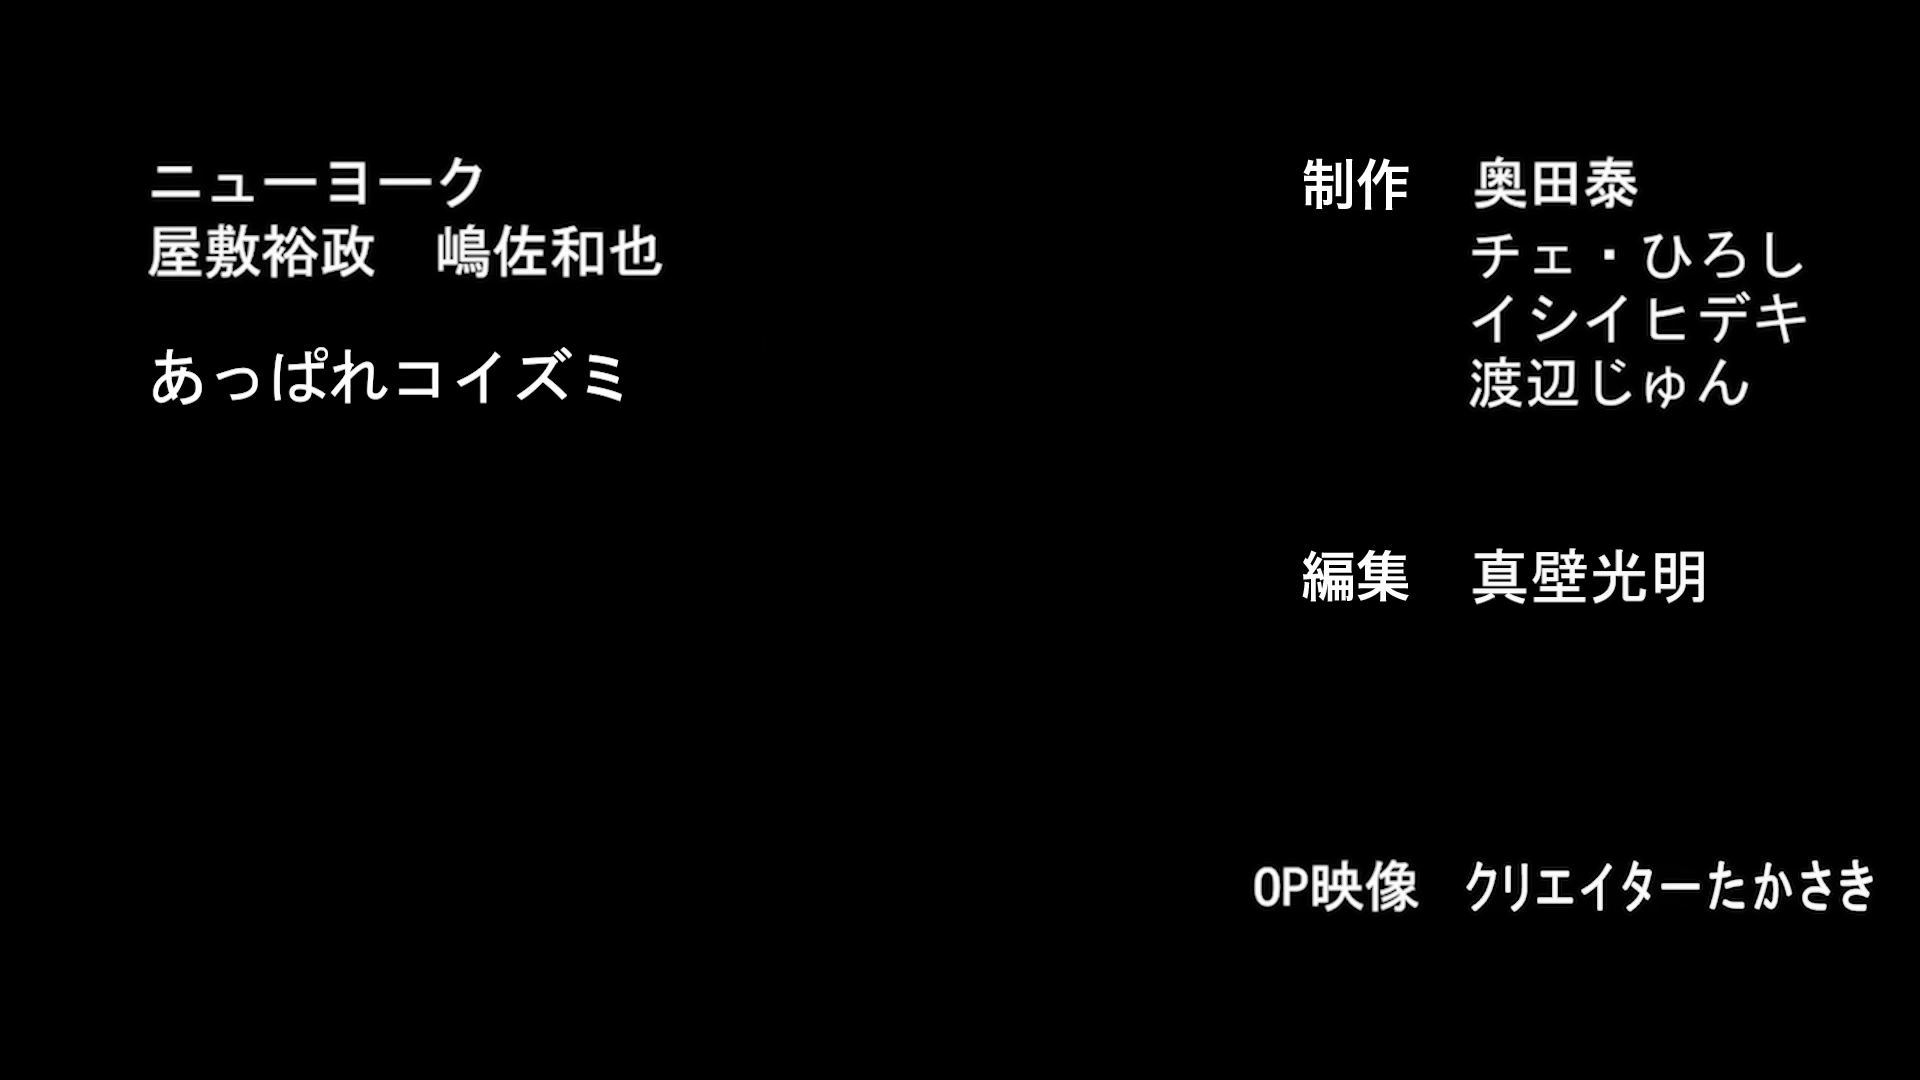 ニューヨーク
屋敷裕政　嶋佐和也
あっぱれコイズミ
制作　奥田泰
チェ・ひろし
イシイヒデキ
渡辺じゅん
編集　真壁光明
OP映像　クリエイターたかさき